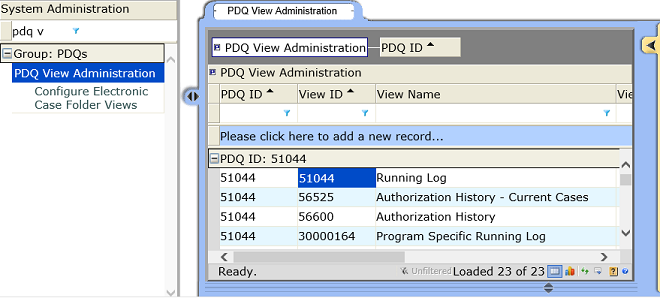 System Administration
pdq v
Group: PDQs
PDQ View Administration
Configure Electronic
Case Folder Views
PDQ View Administration
PDQ View Administration PDQ ID
PDQ View Administration
PDQ ID View ID View Name
Please click here to add a new record...
PDQ ID: 51044
51044 51044 Running Log
51044 56525 Authorization History - Current Cases
51044 56600 Authorization History
51044 30000164 Program Specific Running Log
Ready. Unfiltered Loaded 23 of 23